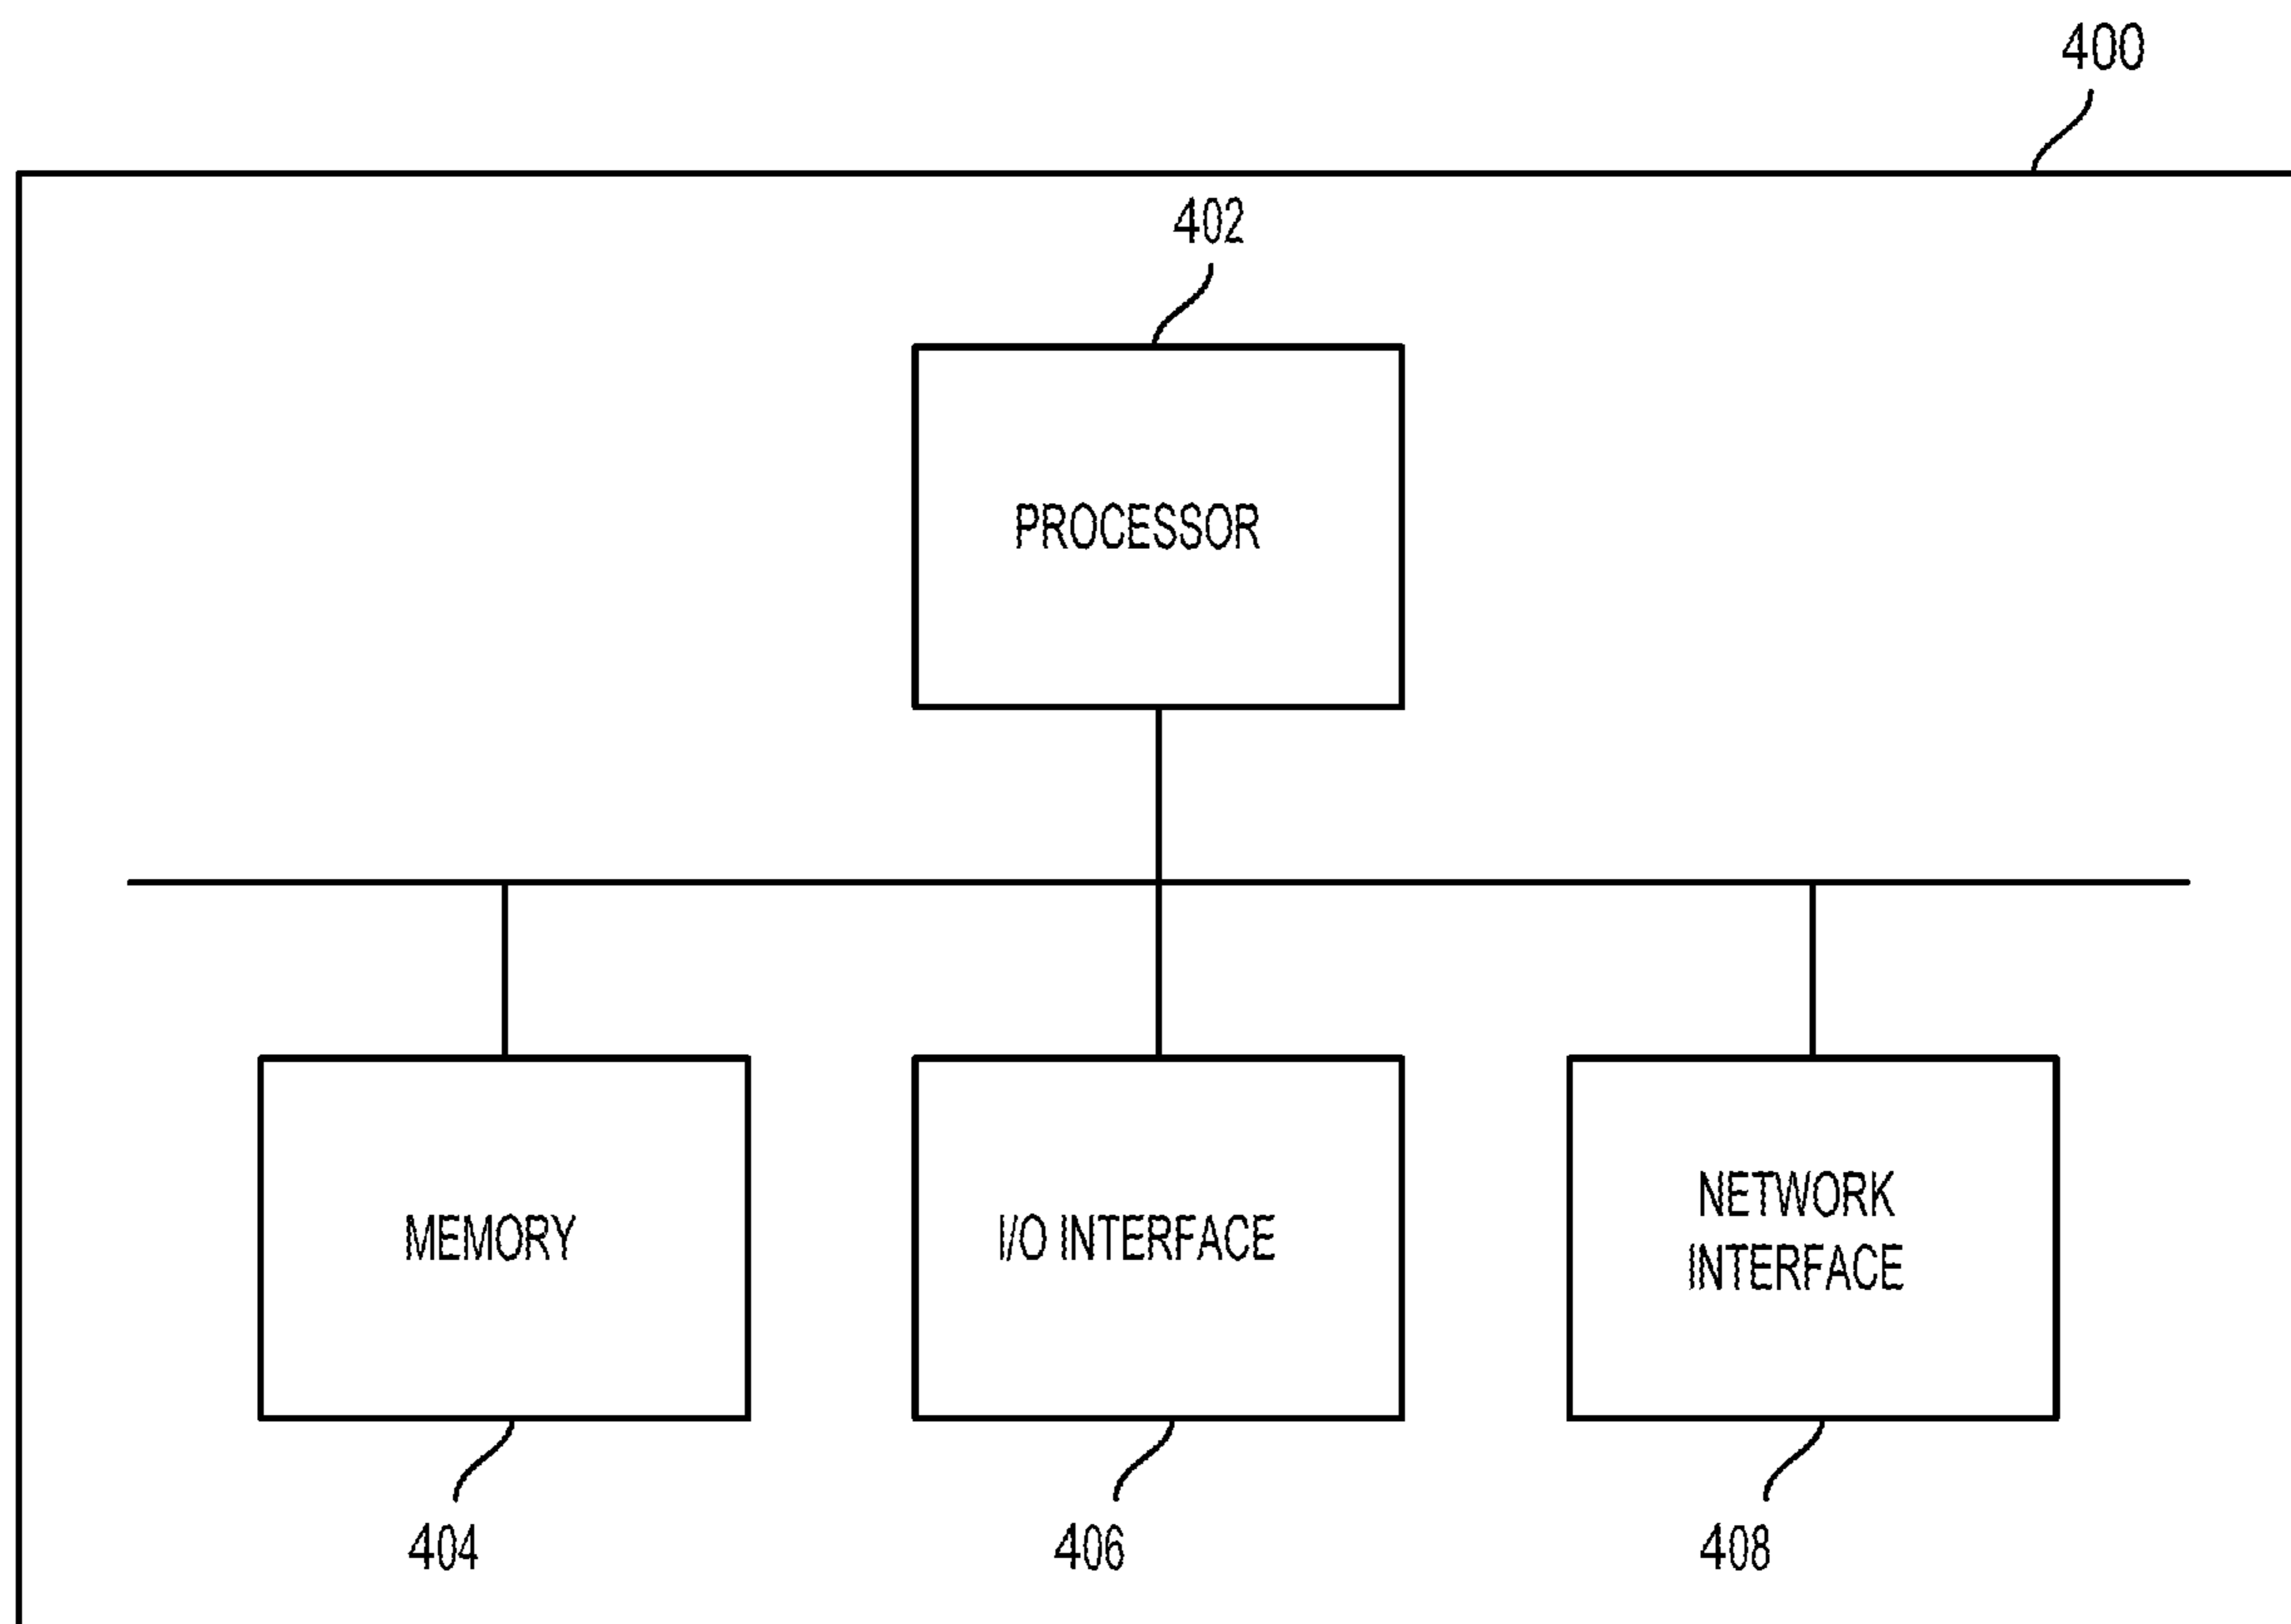 400
402
PROCESSOR
MEMORY
I/O INTERFACE
NETWORK
INTERFACE
404
406
408